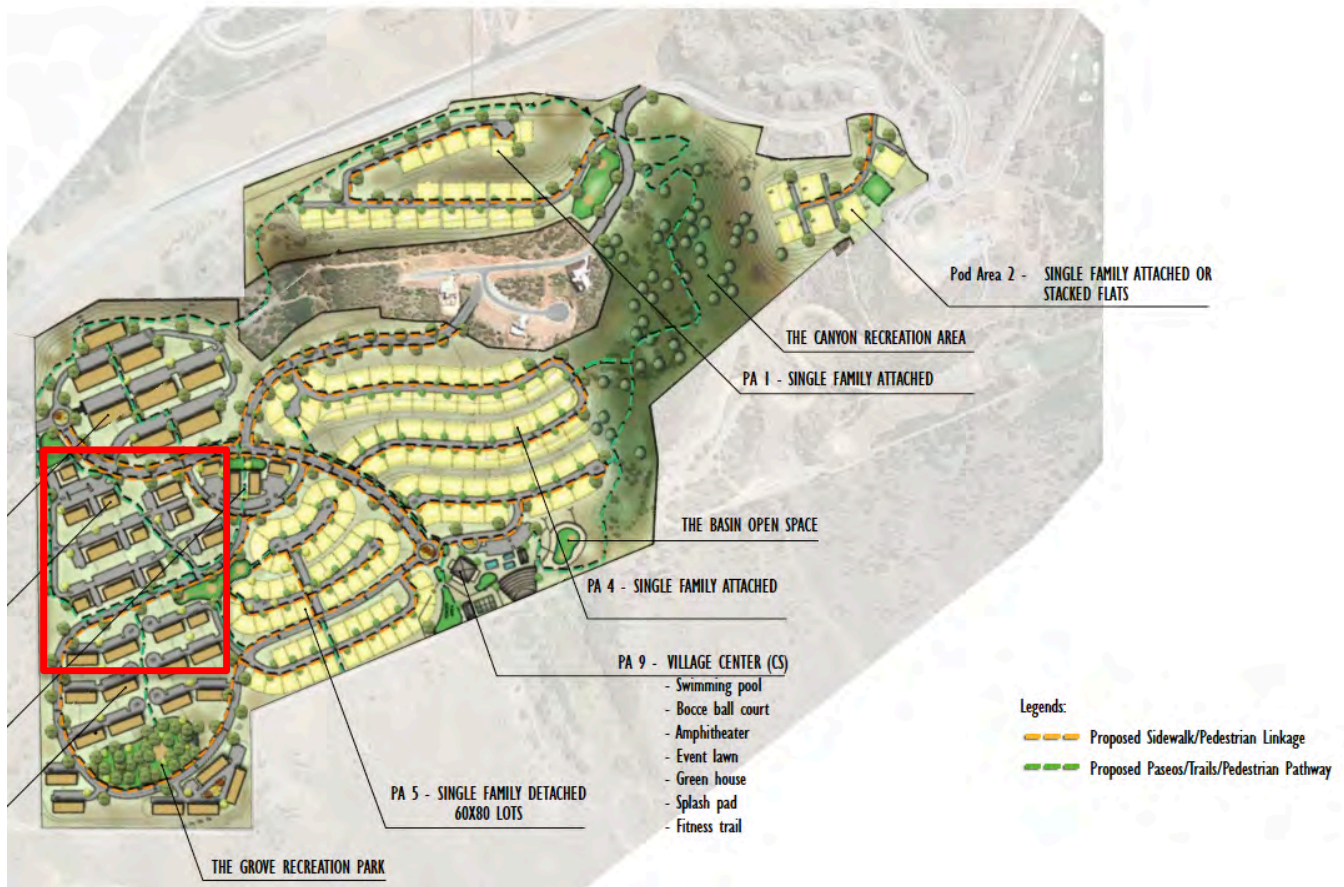 Pod Area 2 - SINGLE FAMILY ATTACHED OR
STACKED FLATS
THE CANYON RECREATION AREA
PA 1 - SINGLE FAMILY ATTACHED
THE BASIN OPEN SPACE
PA 4 - SINGLE FAMILY ATTACHED
PA 9 - VILLAGE CENTER (CS)
- Swimming pool
- Bocce ball court
- Amphitheater
- Event lawn
- Green house
- Splash pad
- Fitness trail
PA 5 - SINGLE FAMILY DETACHED
60X80 LOTS
THE GROVE RECREATION PARK
Legends:
Proposed Sidewalk/Pedestrian Linkage
Proposed Paseos/Trails/Pedestrian Pathway